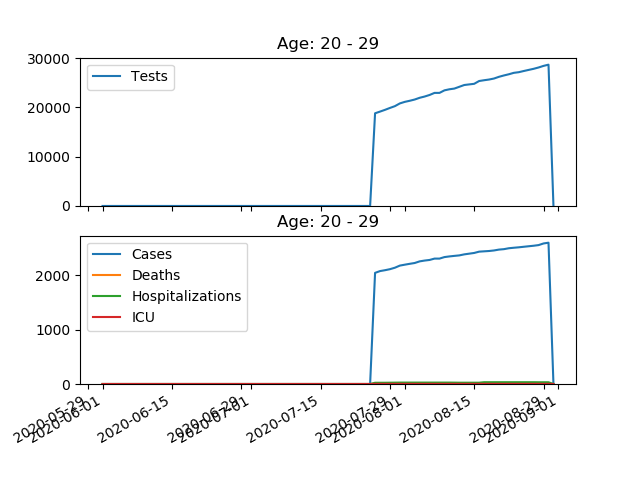 Age: 20 - 29
30000
20000
10000
0
Tests
Age: 20 - 29
2000
1000
0
Cases
Deaths
Hospitalizations
ICU
2020-05-29
2020-06-01
2020-06-15
2020-06-29
2020-07-01
2020-07-15
2020-07-29
2020-08-01
2020-08-15
2020-08-29
2020-09-01